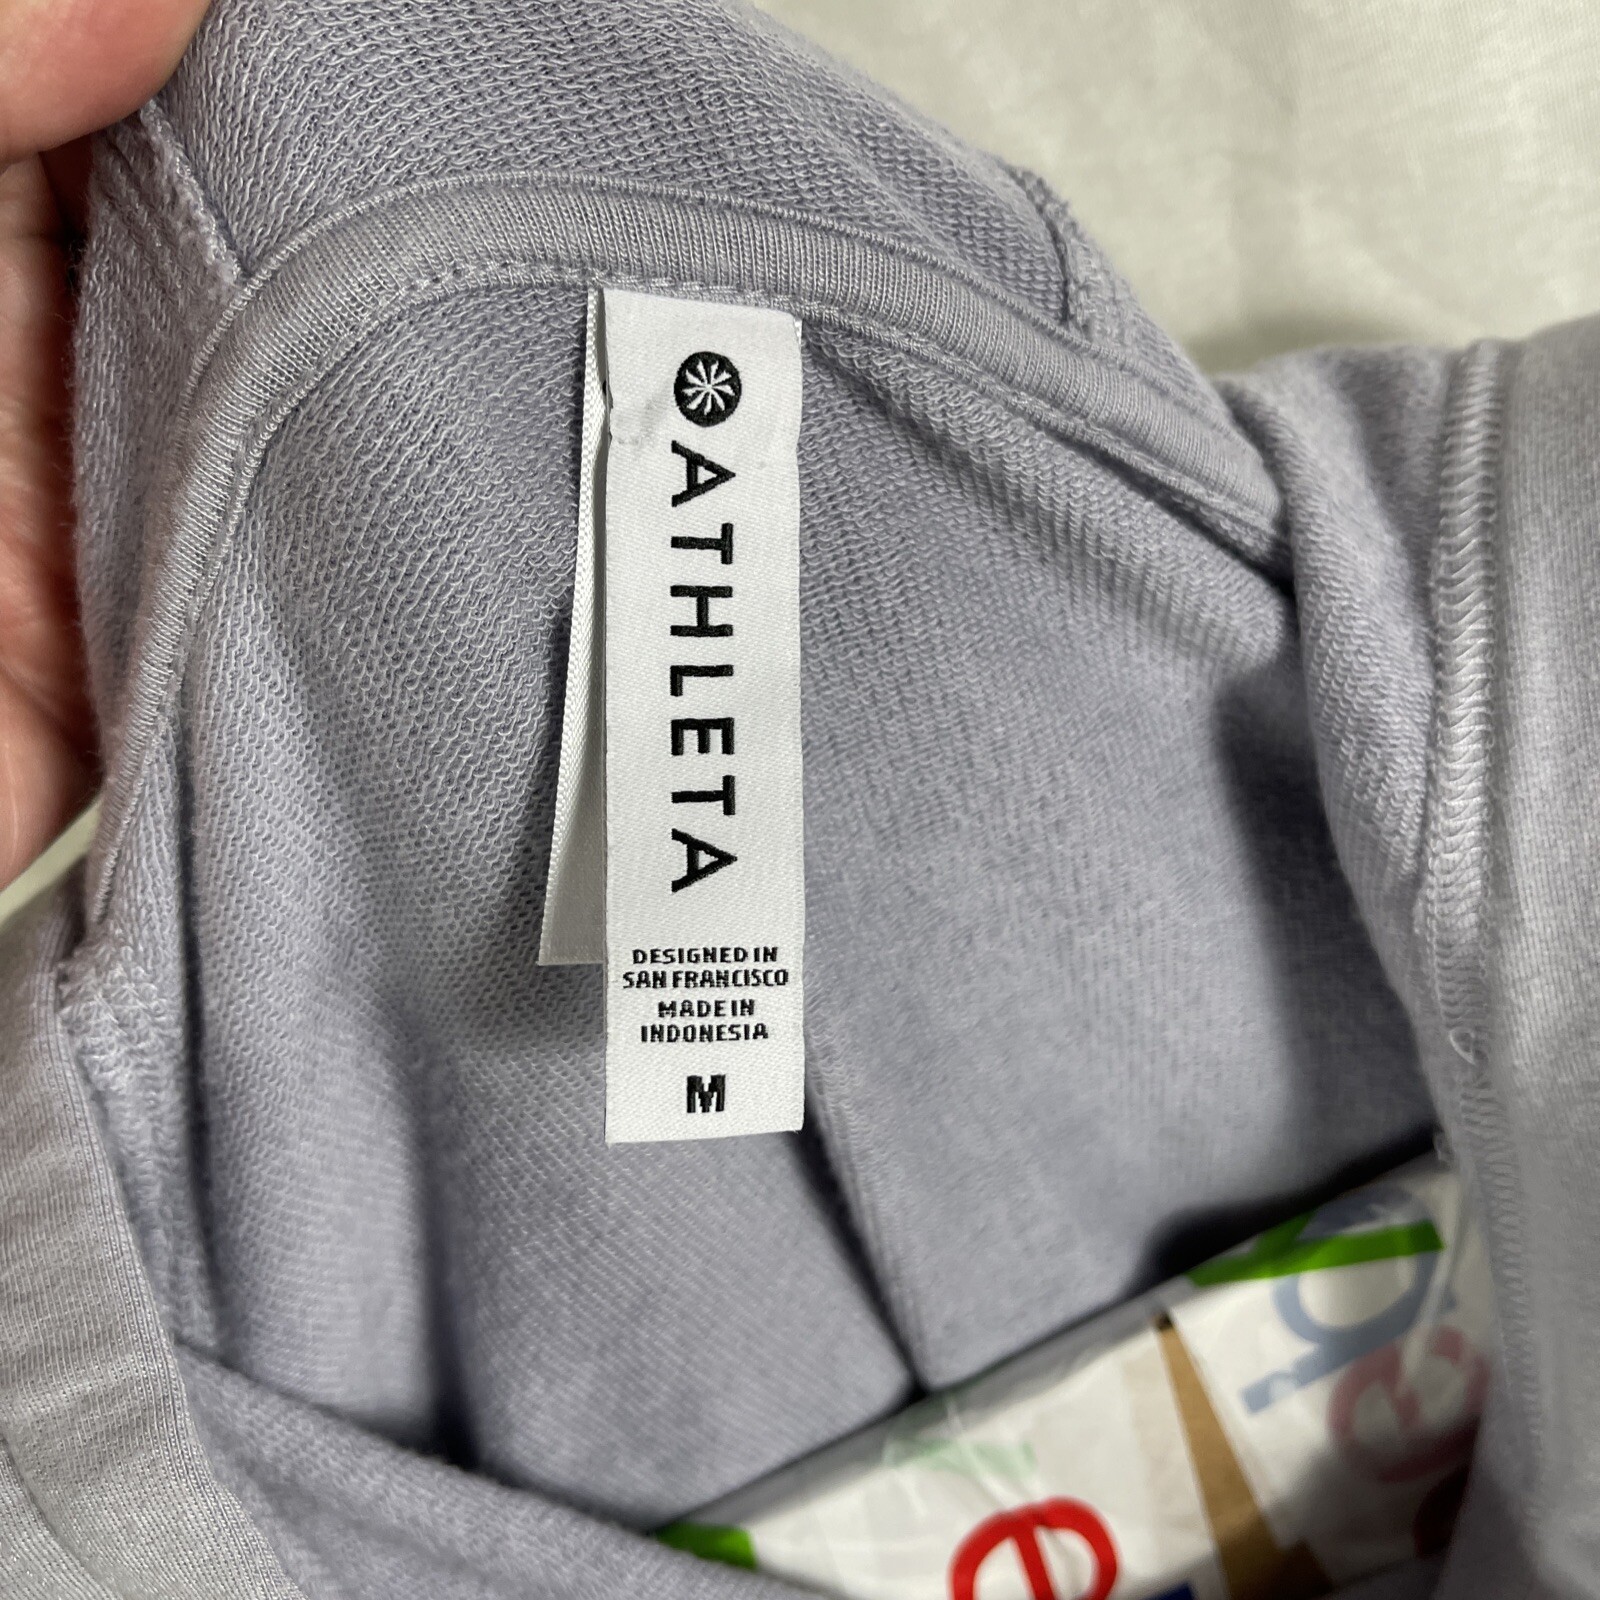 ATHLETA
DESIGNED IN
SAN FRANCISCO
MADE IN
INDONESIA
M
b
e
e